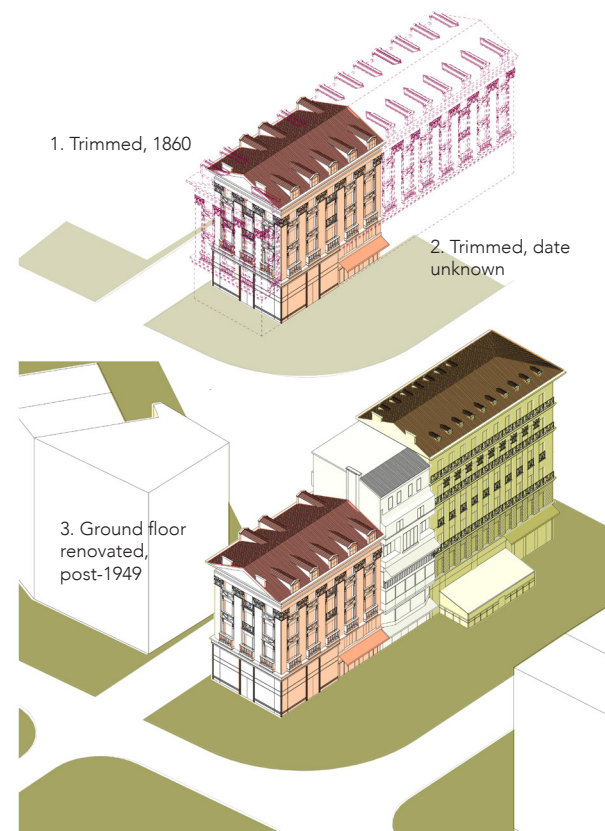 1. Trimmed, 1860
2. Trimmed, date
unknown
3. Ground floor
renovated,
post-1949